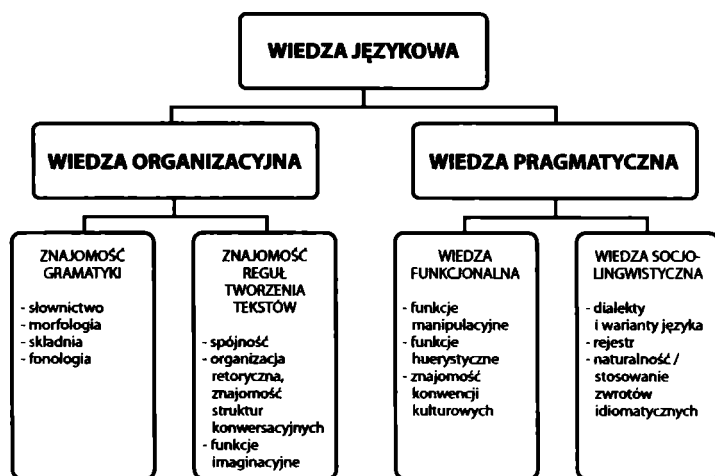 WIEDZA JĘZYKOWA
WIEDZA ORGANIZACYJNA
WIEDZA PRAGMATYCZNA
ZNAJOMOŚĆ
GRAMATYKI
- słownictwo
- morfologia
- składnia
- fonologia
ZNAJOMOŚĆ
REGUŁ
TWORZENIA
TEKSTÓW
- spójność
- organizacja
retoryczna,
znajomość
struktur
konwersacyjnych
- funkcje
imaginacyjne
WIEDZA
FUNKCJONALNA
- funkcje
manipulacyjne
- funkcje
huerystyczne
- znajomość
konwencji
kulturowych
WIEDZA SOCJO-
LINGWISTYCZNA
- dialekty
i warianty języka
- rejestr
- naturalność /
stosowanie
zwrotów
idiomatycznych